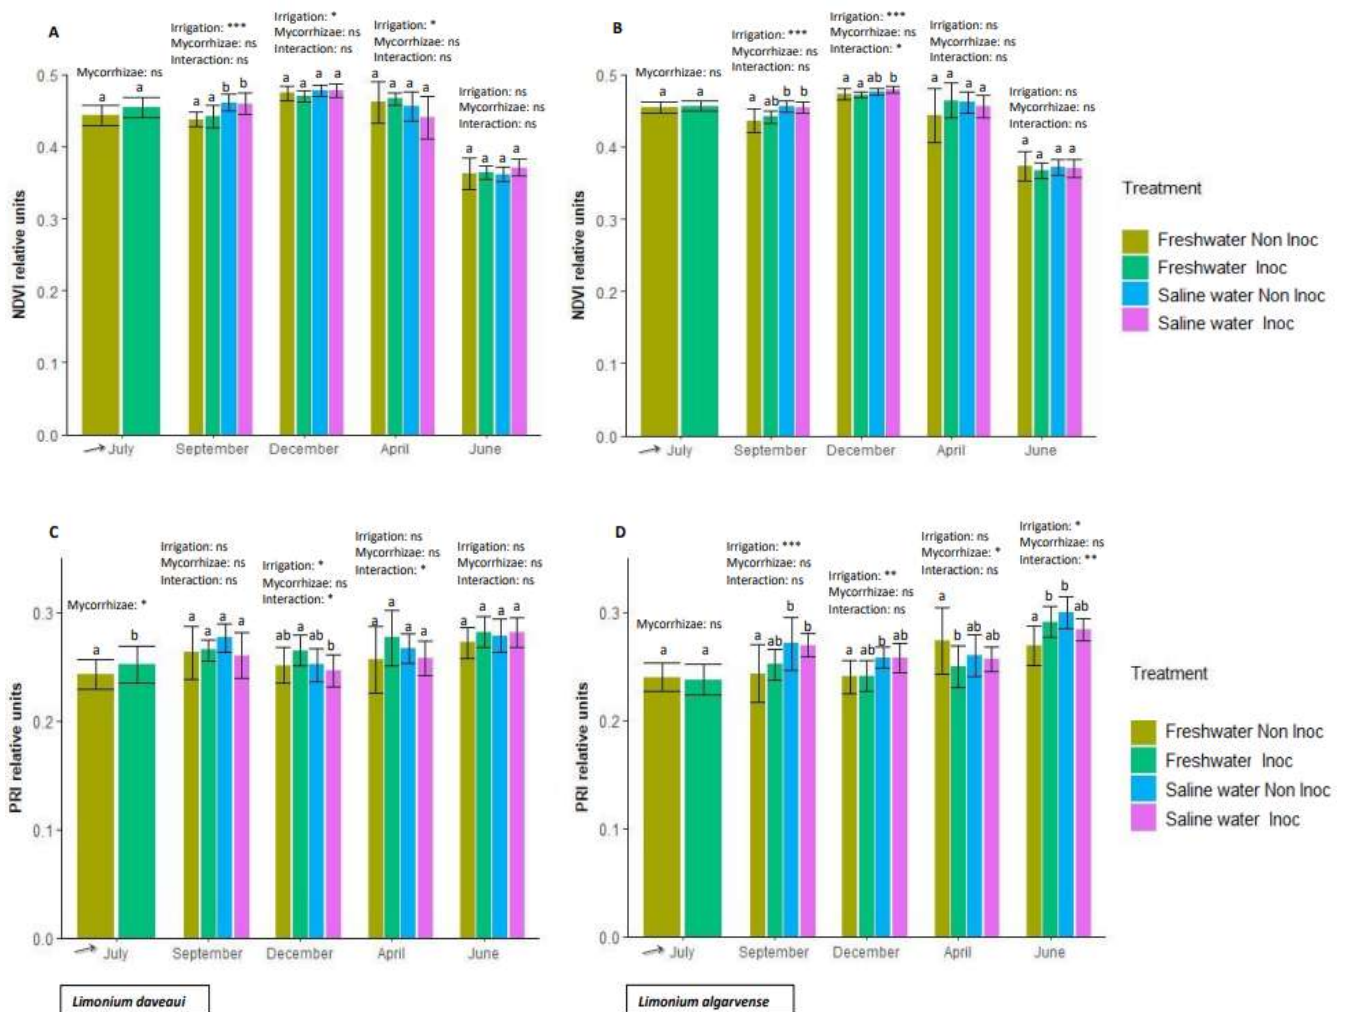 A
Mycorrhizae: ns
Irrigation: ***
Mycorrhizae: ns
Interaction: ns
Irrigation: *
Mycorrhizae: ns
Interaction: ns
Irrigation: *
Mycorrhizae: ns
Interaction: ns
Irrigation: ns
Mycorrhizae: ns
Interaction: ns
a a
a a b b
a a a a
a a a a
a a a a
NDVI relative units
0.5
0.4
0.3
0.2
0.1
0.0
July September December April June
B
Mycorrhizae: ns
Irrigation: ***
Mycorrhizae: ns
Interaction: ns
Irrigation: ***
Mycorrhizae: ns
Interaction: *
Irrigation: ns
Mycorrhizae: ns
Interaction: ns
Irrigation: ns
Mycorrhizae: ns
Interaction: ns
a a
a ab b b
a a ab b
a a a a
a a a a
NDVI relative units
0.5
0.4
0.3
0.2
0.1
0.0
July September December April June
Treatment
Freshwater Non Inoc
Freshwater Inoc
Saline water Non Inoc
Saline water Inoc
C
Mycorrhizae: *
Irrigation: ns
Mycorrhizae: ns
Interaction: ns
Irrigation: *
Mycorrhizae: ns
Interaction: *
Irrigation: ns
Mycorrhizae: ns
Interaction: *
Irrigation: ns
Mycorrhizae: ns
Interaction: ns
a b
a a a a
ab a ab b
a a a a
a a a a
PRI relative units
0.3
0.2
0.1
0.0
July September December April June
Limonium daveaui
D
Mycorrhizae: ns
Irrigation: ***
Mycorrhizae: ns
Interaction: ns
Irrigation: **
Mycorrhizae: ns
Interaction: ns
Irrigation: ns
Mycorrhizae: *
Interaction: ns
Irrigation: *
Mycorrhizae: ns
Interaction: **
a a
a ab b b
a ab b ab
a b ab ab
a b b ab
PRI relative units
0.3
0.2
0.1
0.0
July September December April June
Limonium algarvense
Treatment
Freshwater Non Inoc
Freshwater Inoc
Saline water Non Inoc
Saline water Inoc